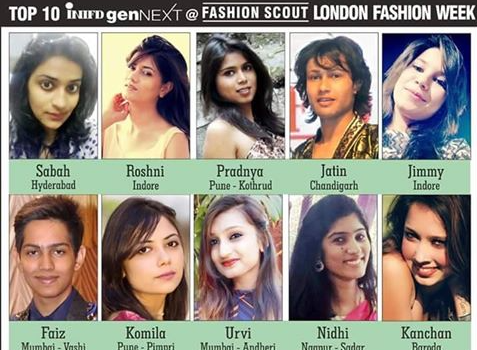 TOP 10 iNIFD genNEXT @ FASHION SCOUT LONDON FASHION WEEK
Sabah Roshni Pradnya Jatin Jimmy
Hyderabad Indore Pune - Kothrud Chandigarh Indore
Faiz Komila Urvi Nidhi Kanchan
Mumbai - Vashi Pune - Pimpri Mumbai - Andheri Nagpur - Sadar Baroda